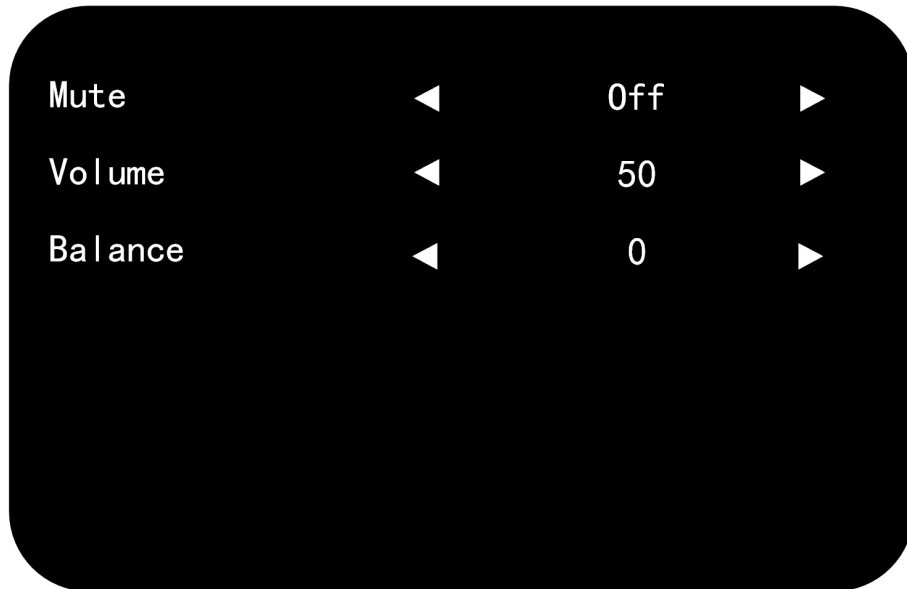 Mute ◀ Off ▶
Volume ◀ 50 ▶
Balance ◀ 0 ▶